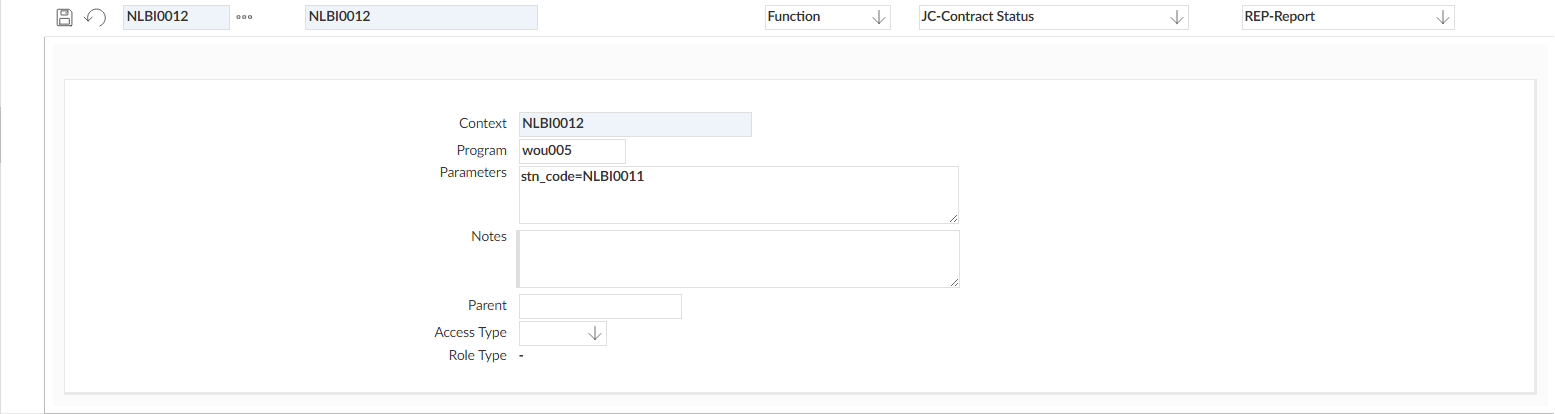 NLBI0012 NLBI0012 Function JC-Contract Status REP-Report
Context NLBI0012
Program wou005
Parameters stn_code=NLBI0011
Notes
Parent
Access Type
Role Type -